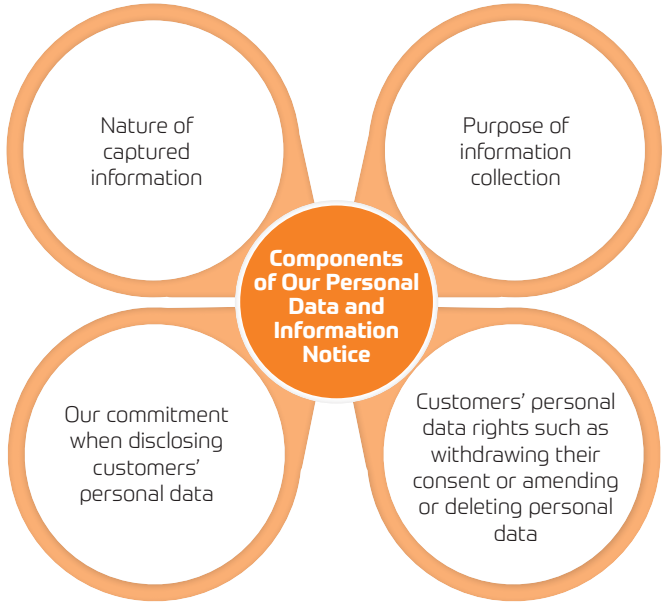 Nature of
captured
information
Purpose of
information
collection
Components
of Our Personal
Data and
Information
Notice
Our commitment
when disclosing
customers’
personal data
Customers’ personal
data rights such as
withdrawing their
consent or amending
or deleting personal
data